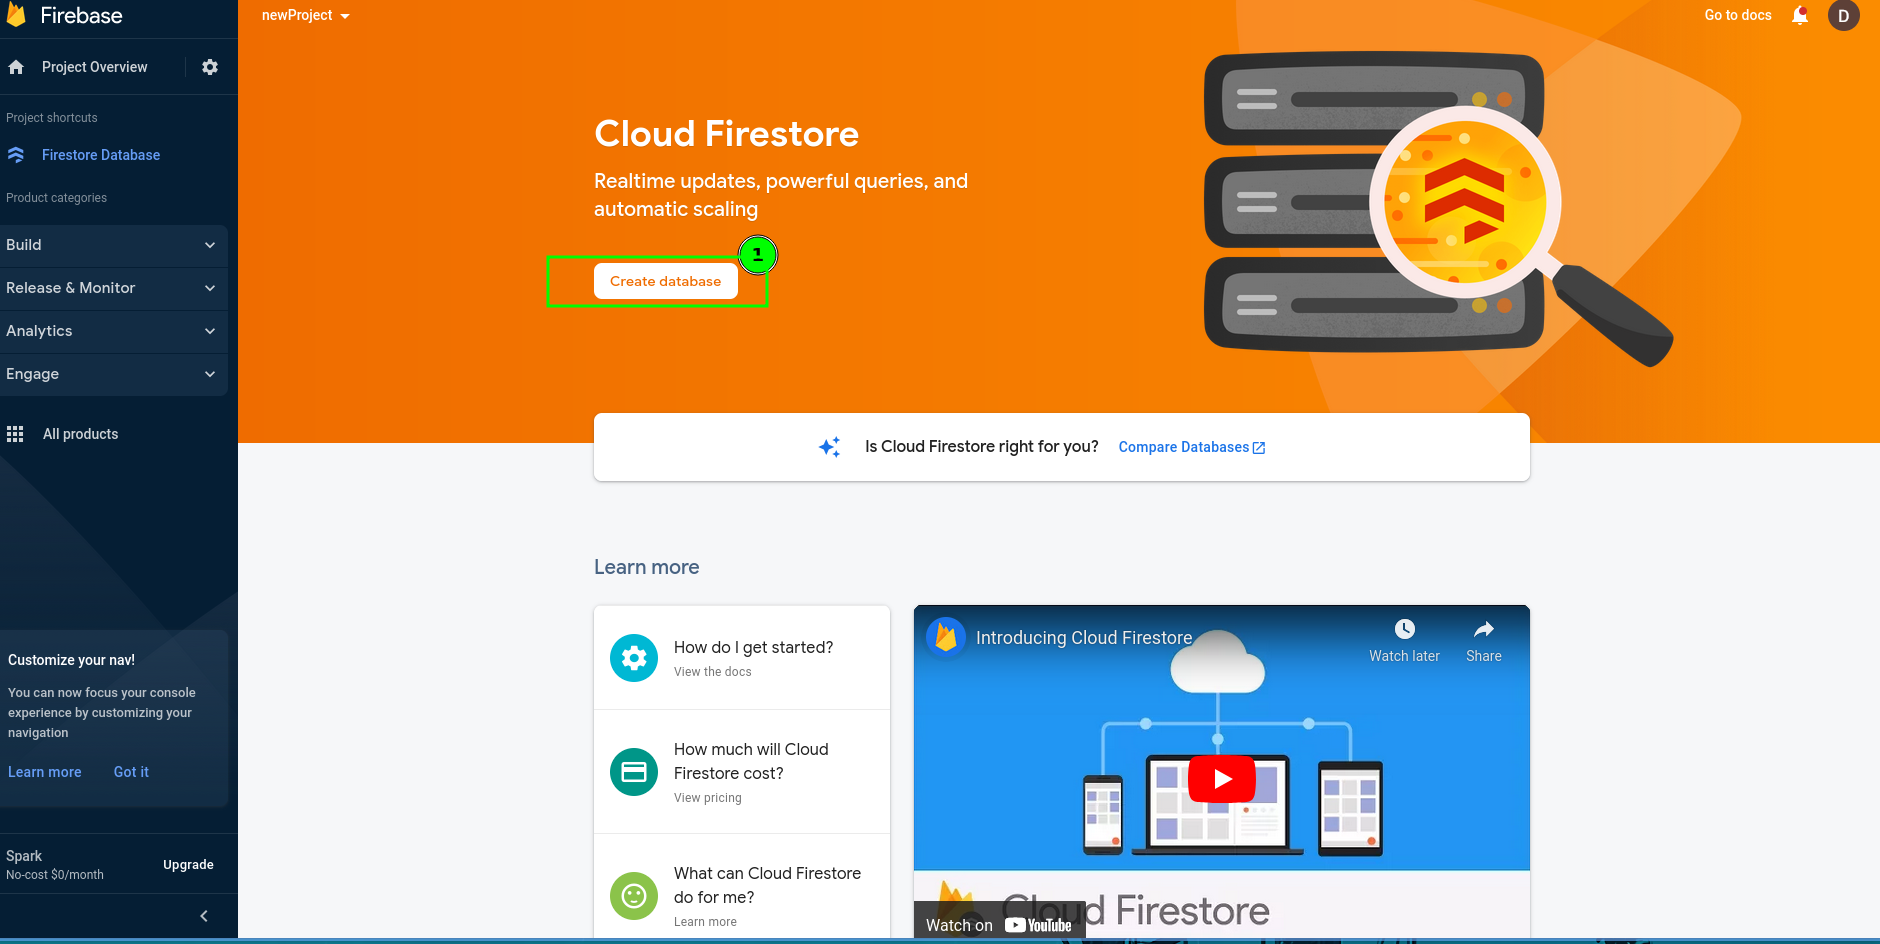 Firebase
newProject
Go to docs
D
Project Overview
Project shortcuts
Firestore Database
Product categories
Build
Release & Monitor
Analytics
Engage
All products
Customize your nav!
You can now focus your console
experience by customizing your
navigation
Learn more
Got it
Spark
No-cost $0/month
Upgrade
Cloud Firestore
Realtime updates, powerful queries, and
automatic scaling
1
Create database
Is Cloud Firestore right for you?
Compare Databases
Learn more
How do I get started?
View the docs
How much will Cloud
Firestore cost?
View pricing
What can Cloud Firestore
do for me?
Learn more
Introducing Cloud Firestore
Watch later
Share
Cloud Firestore
Watch on YouTube